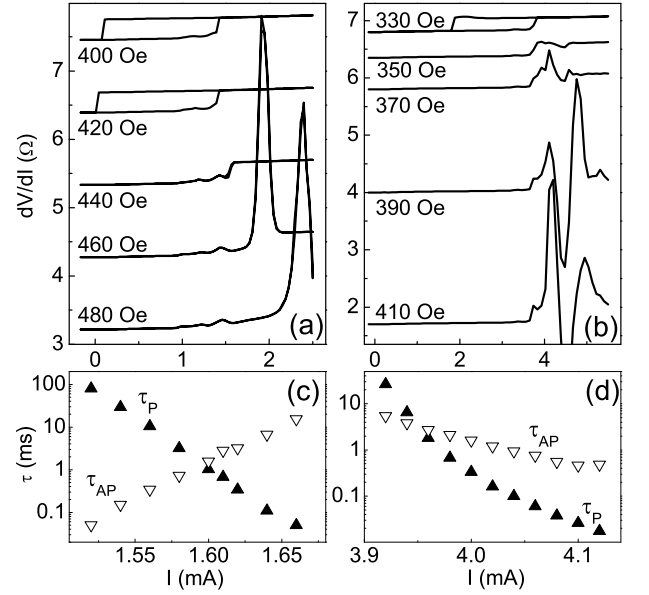 7
6
5
4
3
dV/dI (Ω)
400 Oe
420 Oe
440 Oe
460 Oe
480 Oe
(a)
0 1 2
7
6
5
4
3
2
330 Oe
350 Oe
370 Oe
390 Oe
410 Oe
(b)
0 2 4
100
10
1
0.1
τ (ms)
(c)
τP
τAP
1.55 1.60 1.65
I (mA)
10
1
0.1
(d)
τAP
τP
3.9 4.0 4.1
I (mA)